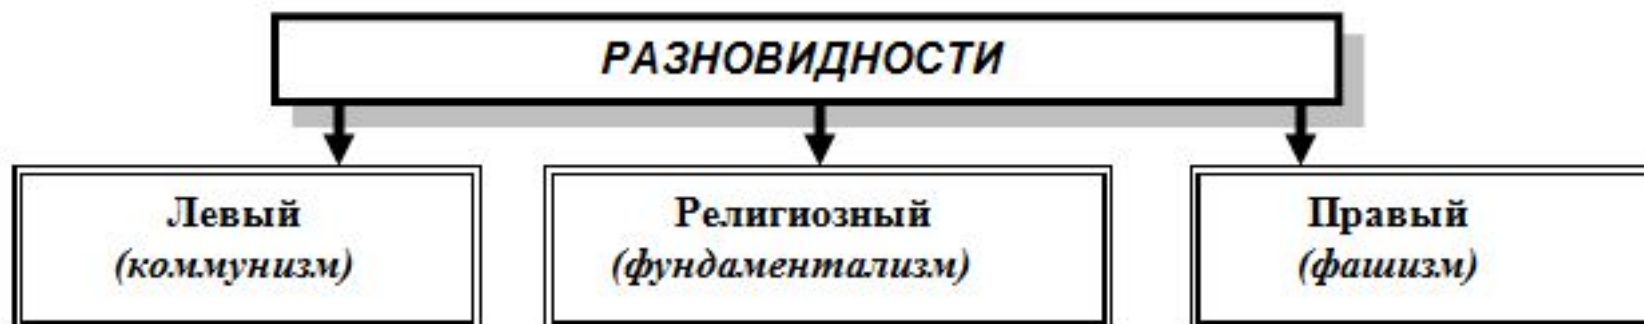 РАЗНОВИДНОСТИ
Левый
(коммунизм)
Религиозный
(фундаментализм)
Правый
(фашизм)